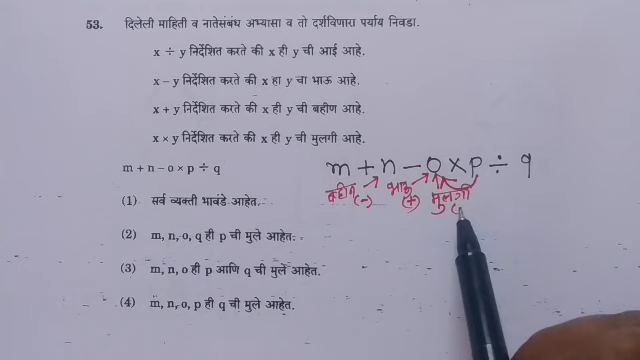 53. दिलेली माहिती व नातेसंबंध अभ्यासा व तो दर्शविणारा पर्याय निवडा.
x ÷ y निर्देशित करते की x ही y ची आई आहे.
x – y निर्देशित करते की x हा y चा भाऊ आहे.
x + y निर्देशित करते की x ही y ची बहीण आहे.
x × y निर्देशित करते की x ही y ची मुलगी आहे.
m + n – o × p ÷ q
m + n – o × p ÷ q
बहीण (-) भाऊ (+) मुलगी (
(1) सर्व व्यक्ती भावंडे आहेत.
(2) m, n, o, q ही p ची मुले आहेत.
(3) m, n, o ही p आणि q ची मुले आहेत.
(4) m, n, o, p ही q ची मुले आहेत.